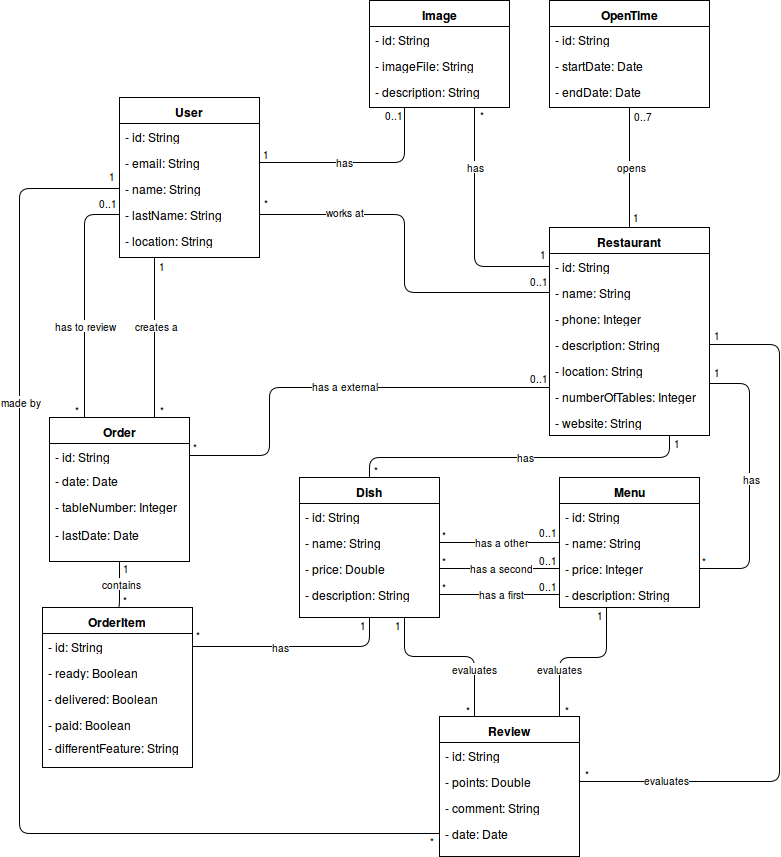 Image
- id: String
- imageFile: String
- description: String
OpenTime
- id: String
- startDate: Date
- endDate: Date
0..1
*
0..7
User
- id: String
- email: String
- name: String
- lastName: String
- location: String
1
has
has
opens
1
0..1
*
works at
1
1
0..1
Restaurant
- id: String
- name: String
- phone: Integer
- description: String
- location: String
- numberOfTables: Integer
- website: String
1
has to review
creates a
1
1
made by
*
*
has a external
0..1
*
1
has
*
has
Order
- id: String
- date: Date
- tableNumber: Integer
- lastDate: Date
1
contains
*
Dish
- id: String
- name: String
- price: Double
- description: String
*
has a other
0..1
*
has a second
0..1
*
has a first
0..1
Menu
- id: String
- name: String
- price: Integer
- description: String
*
OrderItem
- id: String
- ready: Boolean
- delivered: Boolean
- paid: Boolean
- differentFeature: String
*
has
1
1
1
evaluates
evaluates
*
*
Review
- id: String
- points: Double
- comment: String
- date: Date
*
evaluates
*